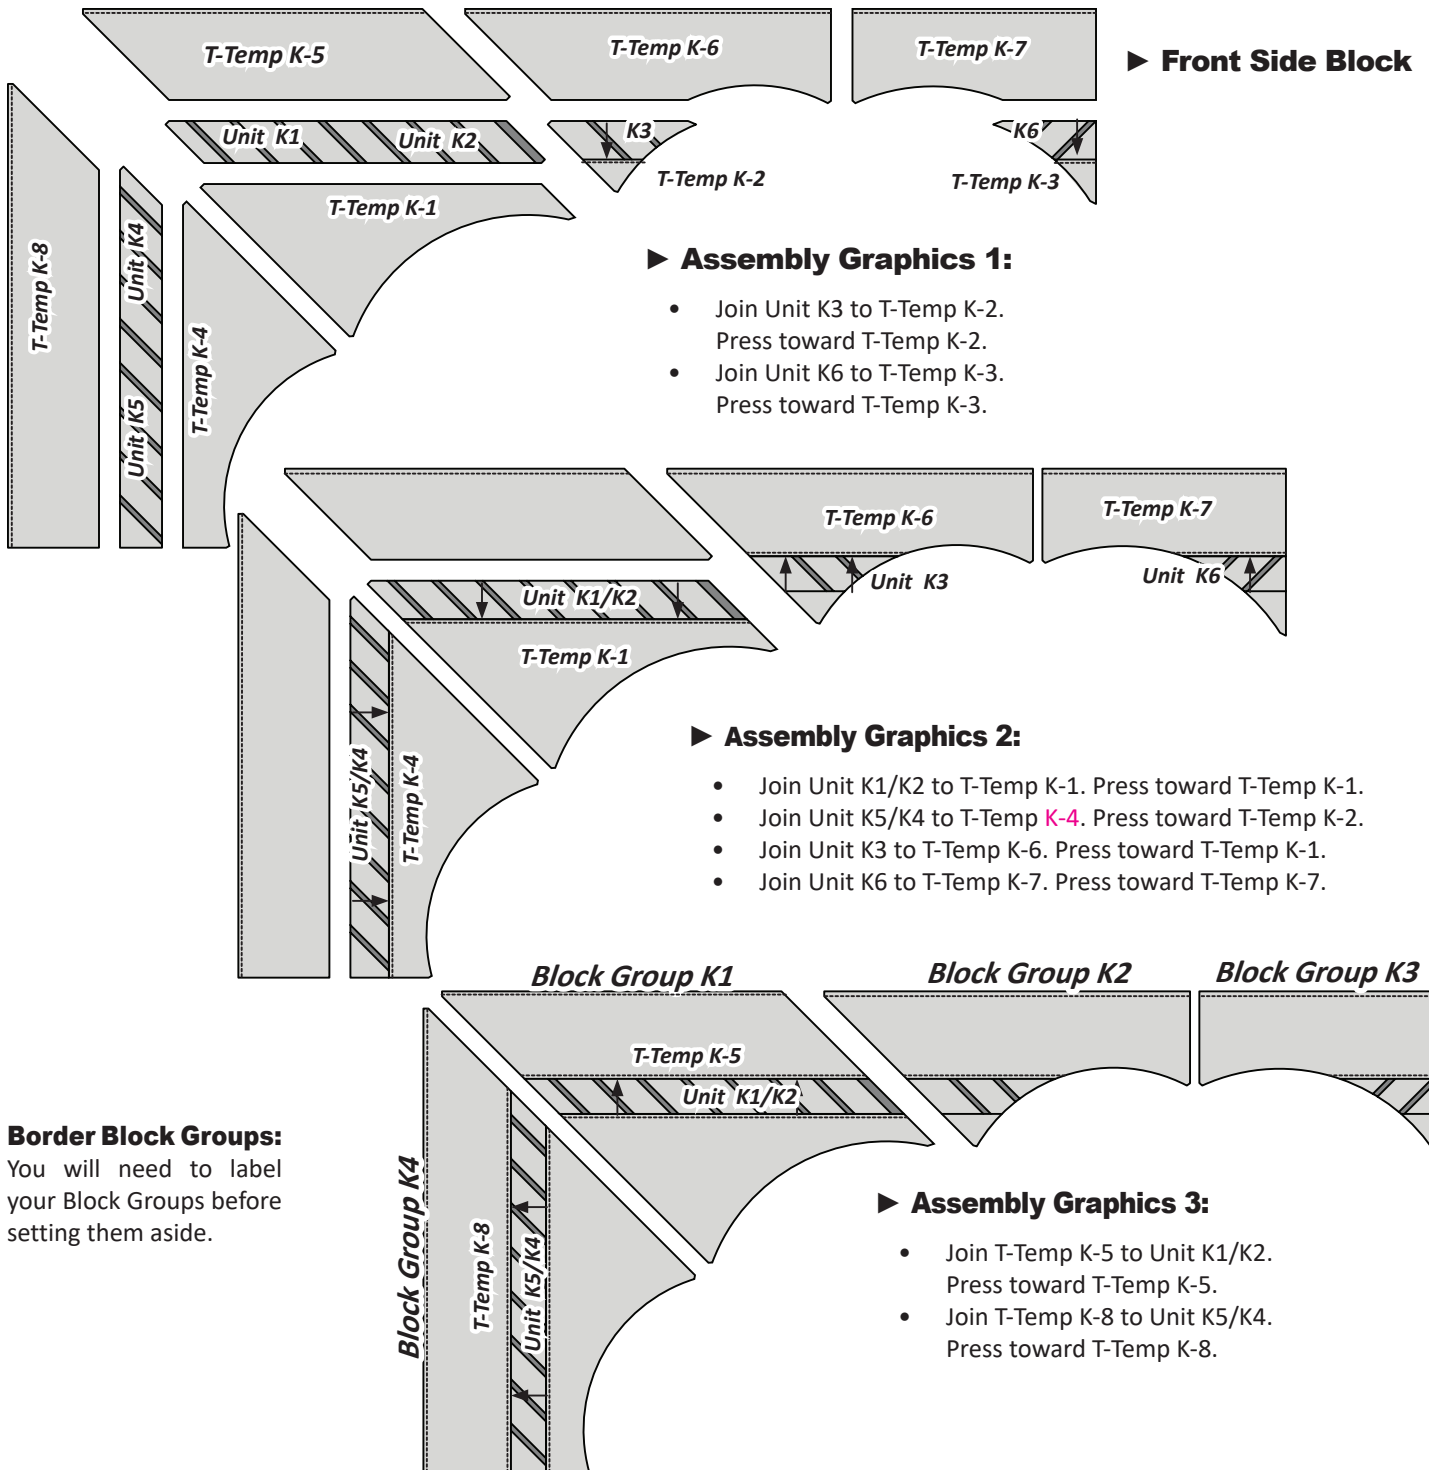 T-Temp K-5
T-Temp K-6
T-Temp K-7
► Front Side Block
Unit K1
Unit K2
K3
K6
T-Temp K-2
T-Temp K-3
T-Temp K-1
T-Temp K-8
Unit K4
Unit K5
T-Temp K-4
► Assembly Graphics 1:
• Join Unit K3 to T-Temp K-2.
Press toward T-Temp K-2.
• Join Unit K6 to T-Temp K-3.
Press toward T-Temp K-3.
T-Temp K-6
T-Temp K-7
Unit K3
Unit K6
Unit K1/K2
T-Temp K-1
Unit K5/K4
T-Temp K-4
► Assembly Graphics 2:
• Join Unit K1/K2 to T-Temp K-1. Press toward T-Temp K-1.
• Join Unit K5/K4 to T-Temp K-4. Press toward T-Temp K-2.
• Join Unit K3 to T-Temp K-6. Press toward T-Temp K-1.
• Join Unit K6 to T-Temp K-7. Press toward T-Temp K-7.
Block Group K1
Block Group K2
Block Group K3
T-Temp K-5
Unit K1/K2
Block Group K4
T-Temp K-8
Unit K5/K4
Border Block Groups:
You will need to label
your Block Groups before
setting them aside.
► Assembly Graphics 3:
• Join T-Temp K-5 to Unit K1/K2.
Press toward T-Temp K-5.
• Join T-Temp K-8 to Unit K5/K4.
Press toward T-Temp K-8.